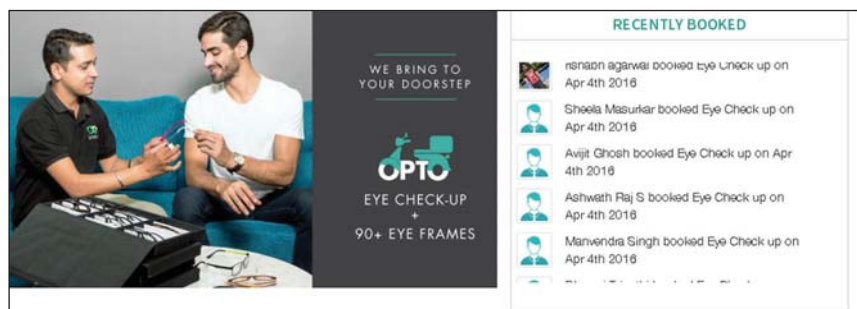 WE BRING TO
YOUR DOORSTEP
OPTO
EYE CHECK-UP
+
90+ EYE FRAMES
RECENTLY BOOKED
rishabh agarwal booked Eye Check up on
Apr 4th 2016
Sheela Masurkar booked Eye Check up on
Apr 4th 2016
Avijit Ghosh booked Eye Check up on Apr
4th 2016
Ashwath Raj S booked Eye Check up on
Apr 4th 2016
Manvendra Singh booked Eye Check up on
Apr 4th 2016